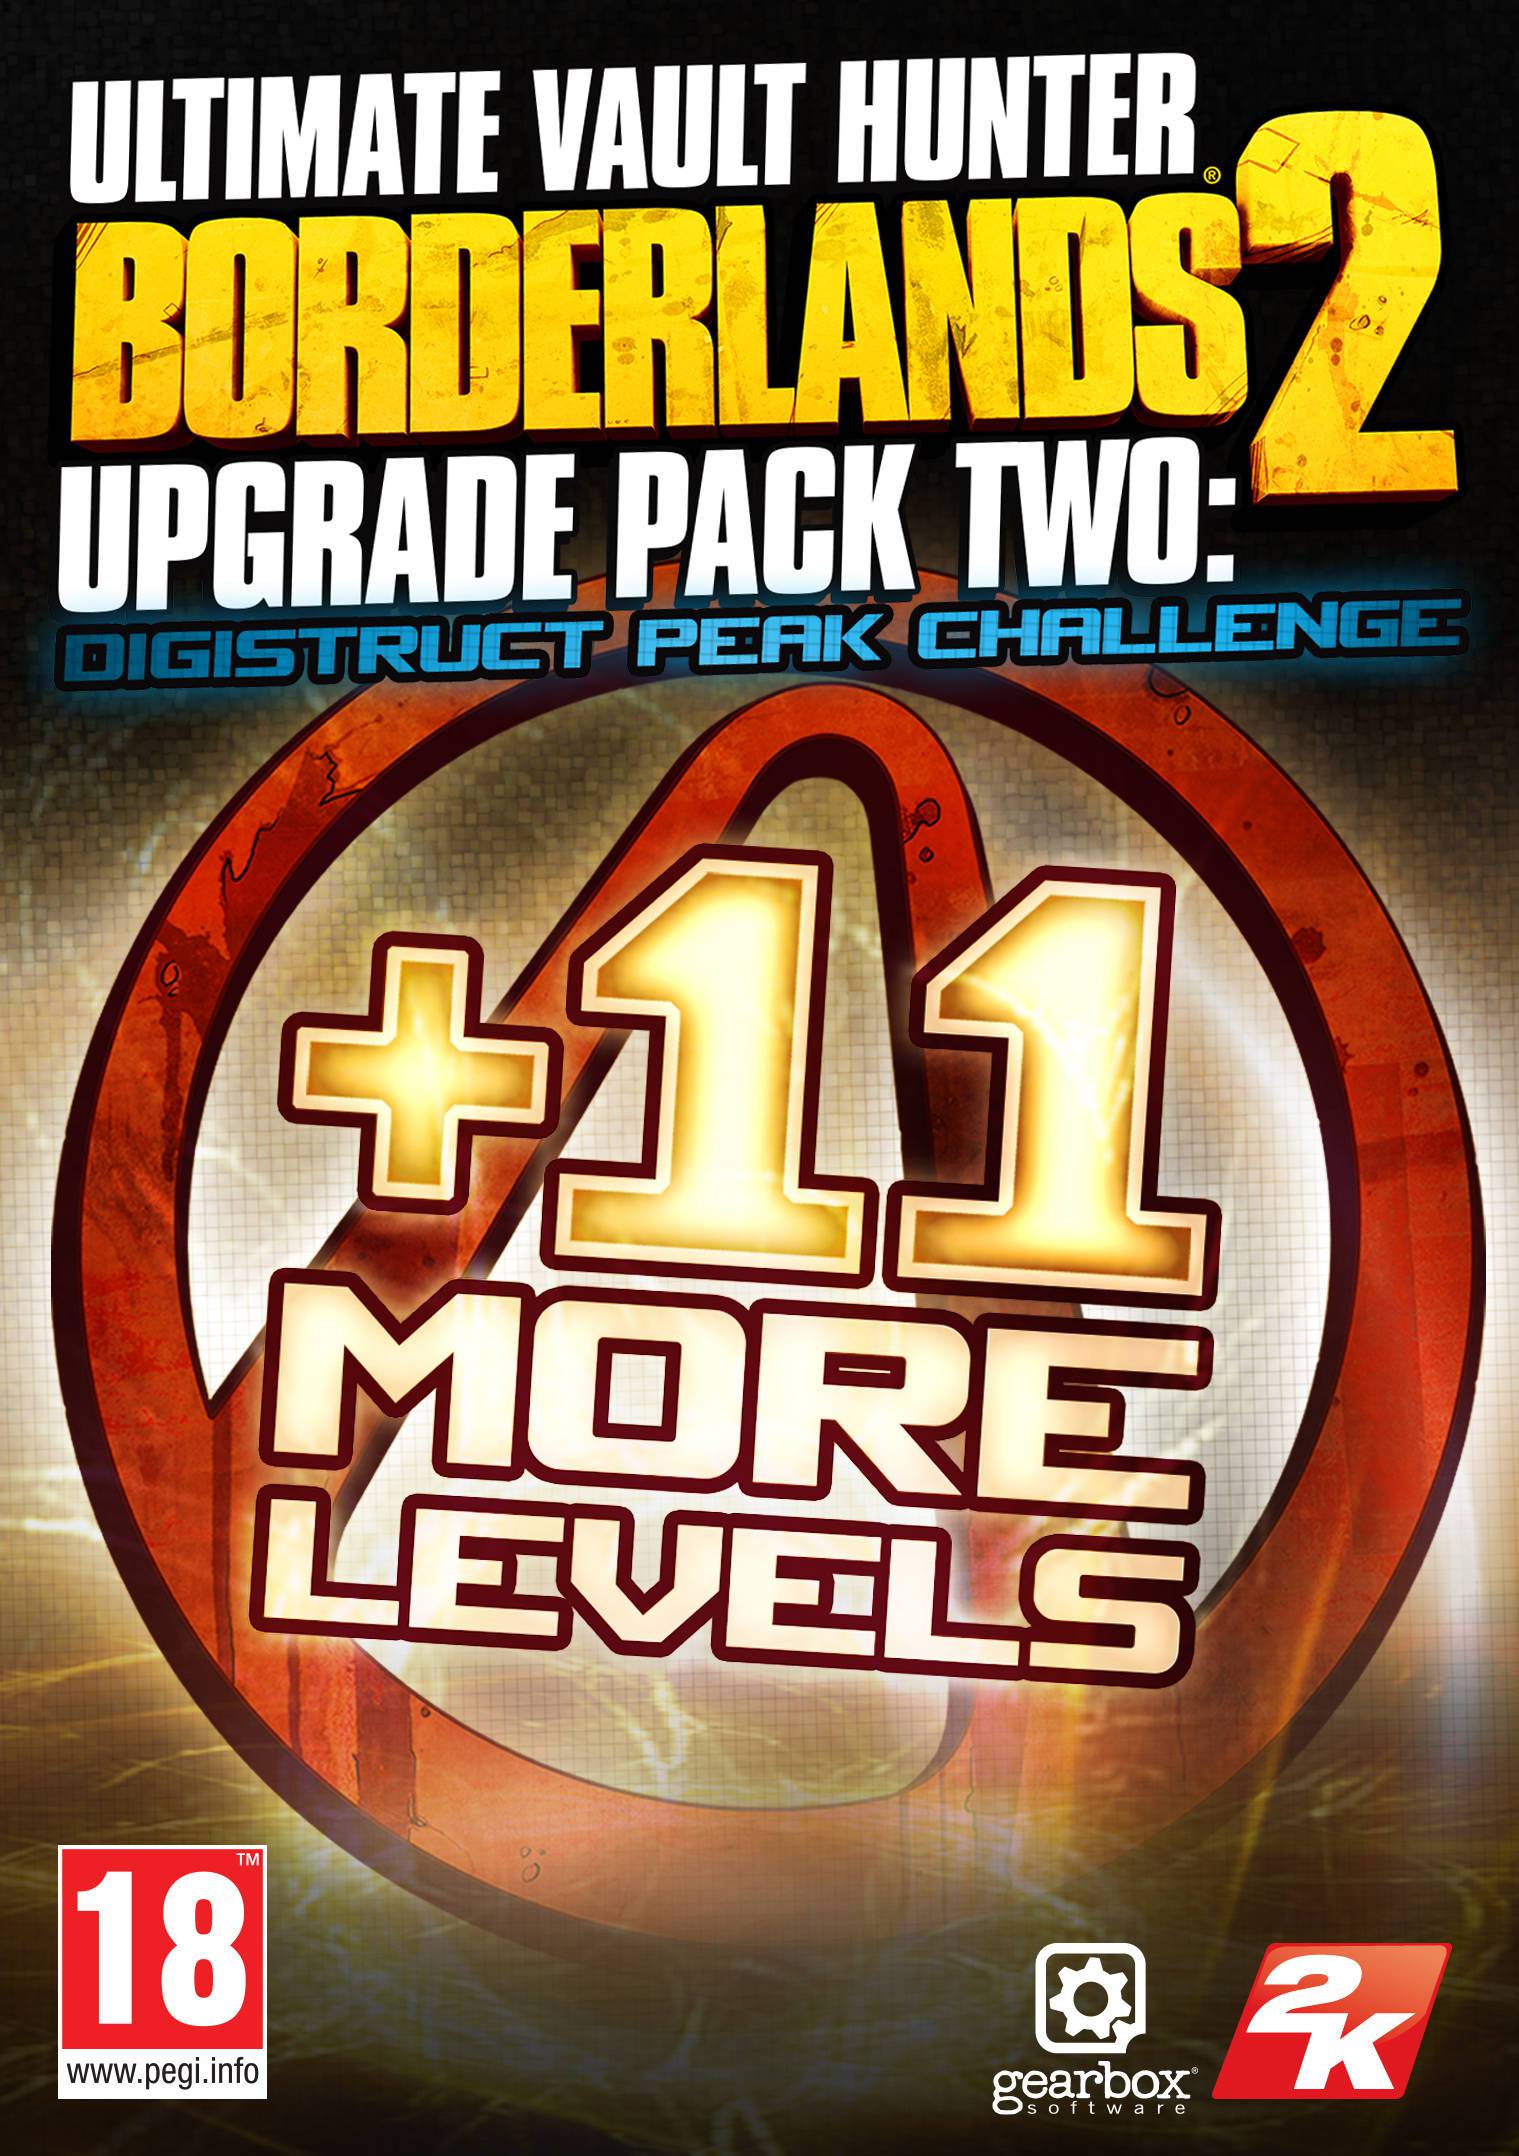 ULTIMATE VAULT HUNTER
BORDERLANDS® 2
UPGRADE PACK TWO:
DIGISTRUCT PEAK CHALLENGE
+11
MORE
LEVELS
18™
www.pegi.info
gearbox®
software
2K